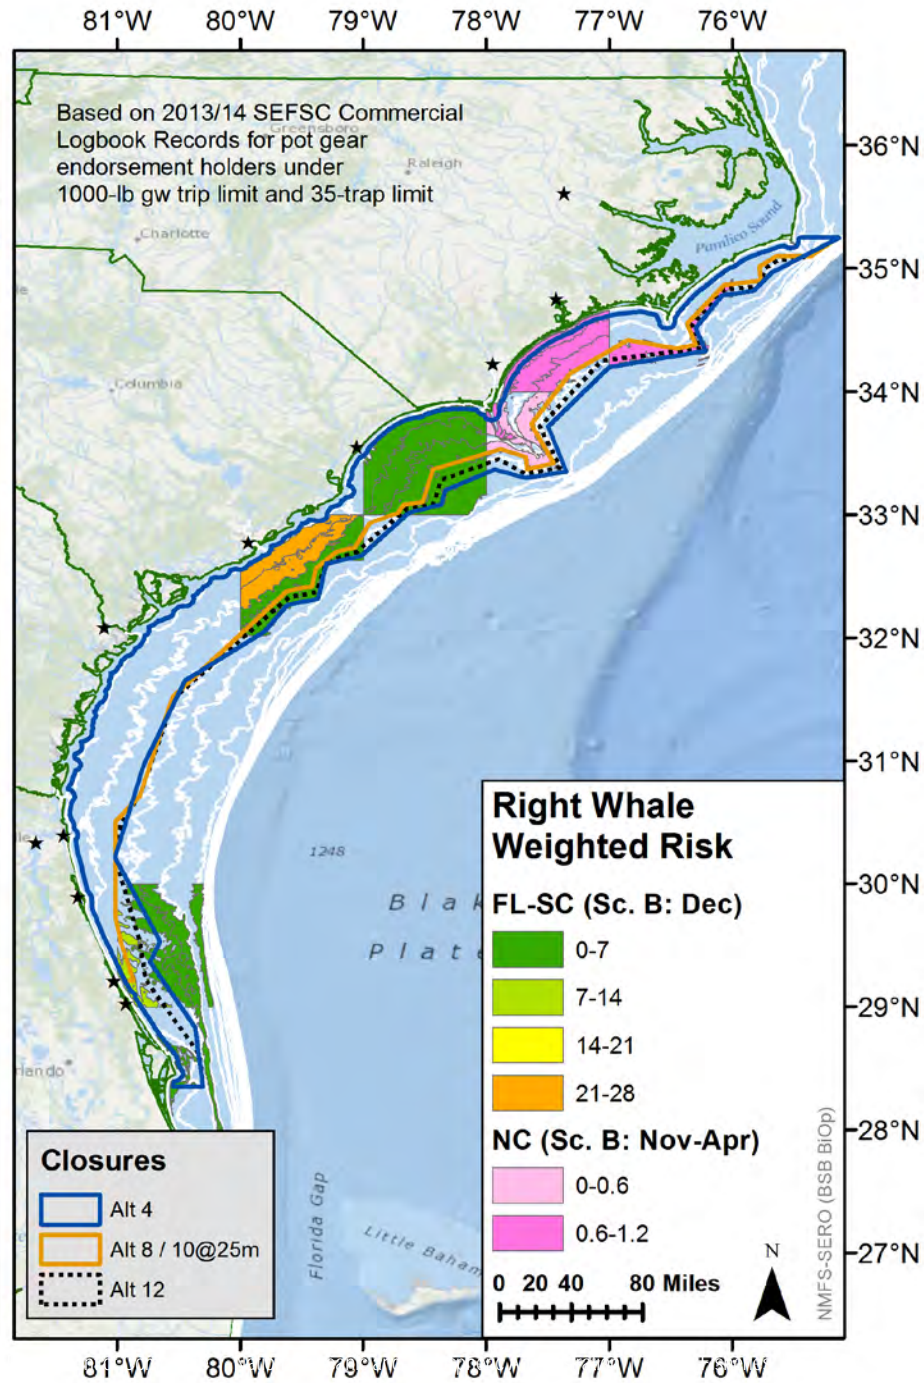 81°W 80°W 79°W 78°W 77°W 76°W
Based on 2013/14 SEFSC Commercial
Logbook Records for pot gear
endorsement holders under
1000-lb gw trip limit and 35-trap limit
Greensboro
Raleigh
Charlotte
Columbia
Pamlico Sound
36°N
35°N
34°N
33°N
32°N
31°N
30°N
29°N
28°N
27°N
1248
Blak
Plate
rlando
Florida Gap
Little Baham
Right Whale
Weighted Risk
FL-SC (Sc. B: Dec)
0-7
7-14
14-21
21-28
NC (Sc. B: Nov-Apr)
0-0.6
0.6-1.2
0 20 40 80 Miles
N
NMFS-SERO (BSB BiOp)
Closures
Alt 4
Alt 8 / 10@25m
Alt 12
81°W 80°W 79°W 78°W 77°W 76°W